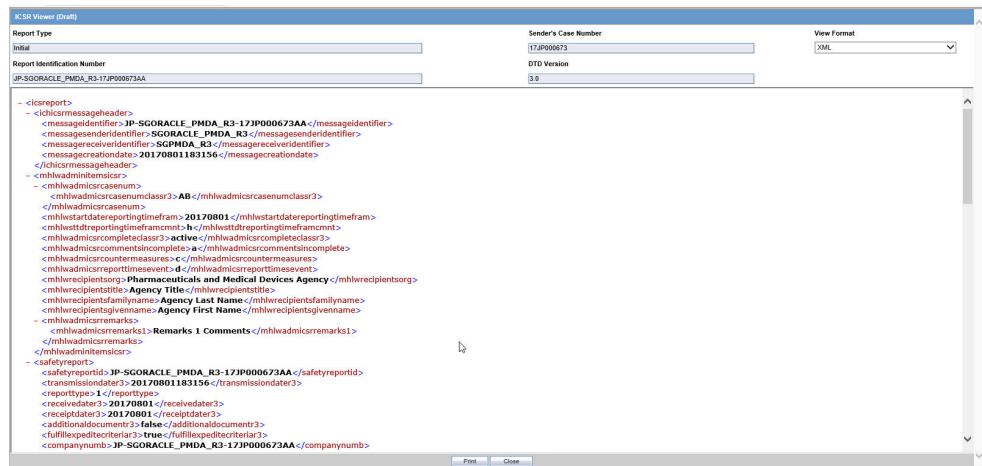 ICSR Viewer (Draft)
Report Type Sender's Case Number View Format
Initial 17JP000673 XML
Report Identification Number DTD Version
JP-SGORACLE_PMDA_R3-17JP000673AA 3.0
- <icsreport>
- <ichicsrmessageheader>
<messageidentifier>JP-SGORACLE_PMDA_R3-17JP000673AA</messageidentifier>
<messagesenderidentifier>SGORACLE_PMDA_R3</messagesenderidentifier>
<messagereceiveridentifier>SGPMDA_R3</messagereceiveridentifier>
<messagecreationdate>20170801183156</messagecreationdate>
</ichicsrmessageheader>
- <mhlwadminitemsicsr>
- <mhlwadmicsrcasenum>
<mhlwadmicsrcasenumclassr3>AB</mhlwadmicsrcasenumclassr3>
</mhlwadmicsrcasenum>
<mhlwstartdatereportingtimefram>20170801</mhlwstartdatereportingtimefram>
<mhlwsttdtreportingtimeframcmnt>h</mhlwsttdtreportingtimeframcmnt>
<mhlwadmicsrcompleteclassr3>active</mhlwadmicsrcompleteclassr3>
<mhlwadmicsrcommentsincomplete>a</mhlwadmicsrcommentsincomplete>
<mhlwadmicsrcountermeasures>c</mhlwadmicsrcountermeasures>
<mhlwadmicsrreporttimesevent>d</mhlwadmicsrreporttimesevent>
<mhlwrecipientsorg>Pharmaceuticals and Medical Devices Agency</mhlwrecipientsorg>
<mhlwrecipientstitle>Agency Title</mhlwrecipientstitle>
<mhlwrecipientsfamilyname>Agency Last Name</mhlwrecipientsfamilyname>
<mhlwrecipientsgivenname>Agency First Name</mhlwrecipientsgivenname>
- <mhlwadmicsrremarks>
<mhlwadmicsrremarks1>Remarks 1 Comments</mhlwadmicsrremarks1>
</mhlwadmicsrremarks>
</mhlwadminitemsicsr>
- <safetyreport>
<safetyreportid>JP-SGORACLE_PMDA_R3-17JP000673AA</safetyreportid>
<transmissiondater3>20170801183156</transmissiondater3>
<reporttype>1</reporttype>
<receivedater3>20170801</receivedater3>
<receiptdater3>20170801</receiptdater3>
<additionaldocumentr3>false</additionaldocumentr3>
<fulfillexpeditecriteriar3>true</fulfillexpeditecriteriar3>
<companynumb>JP-SGORACLE_PMDA_R3-17JP000673AA</companynumb>
Print Close